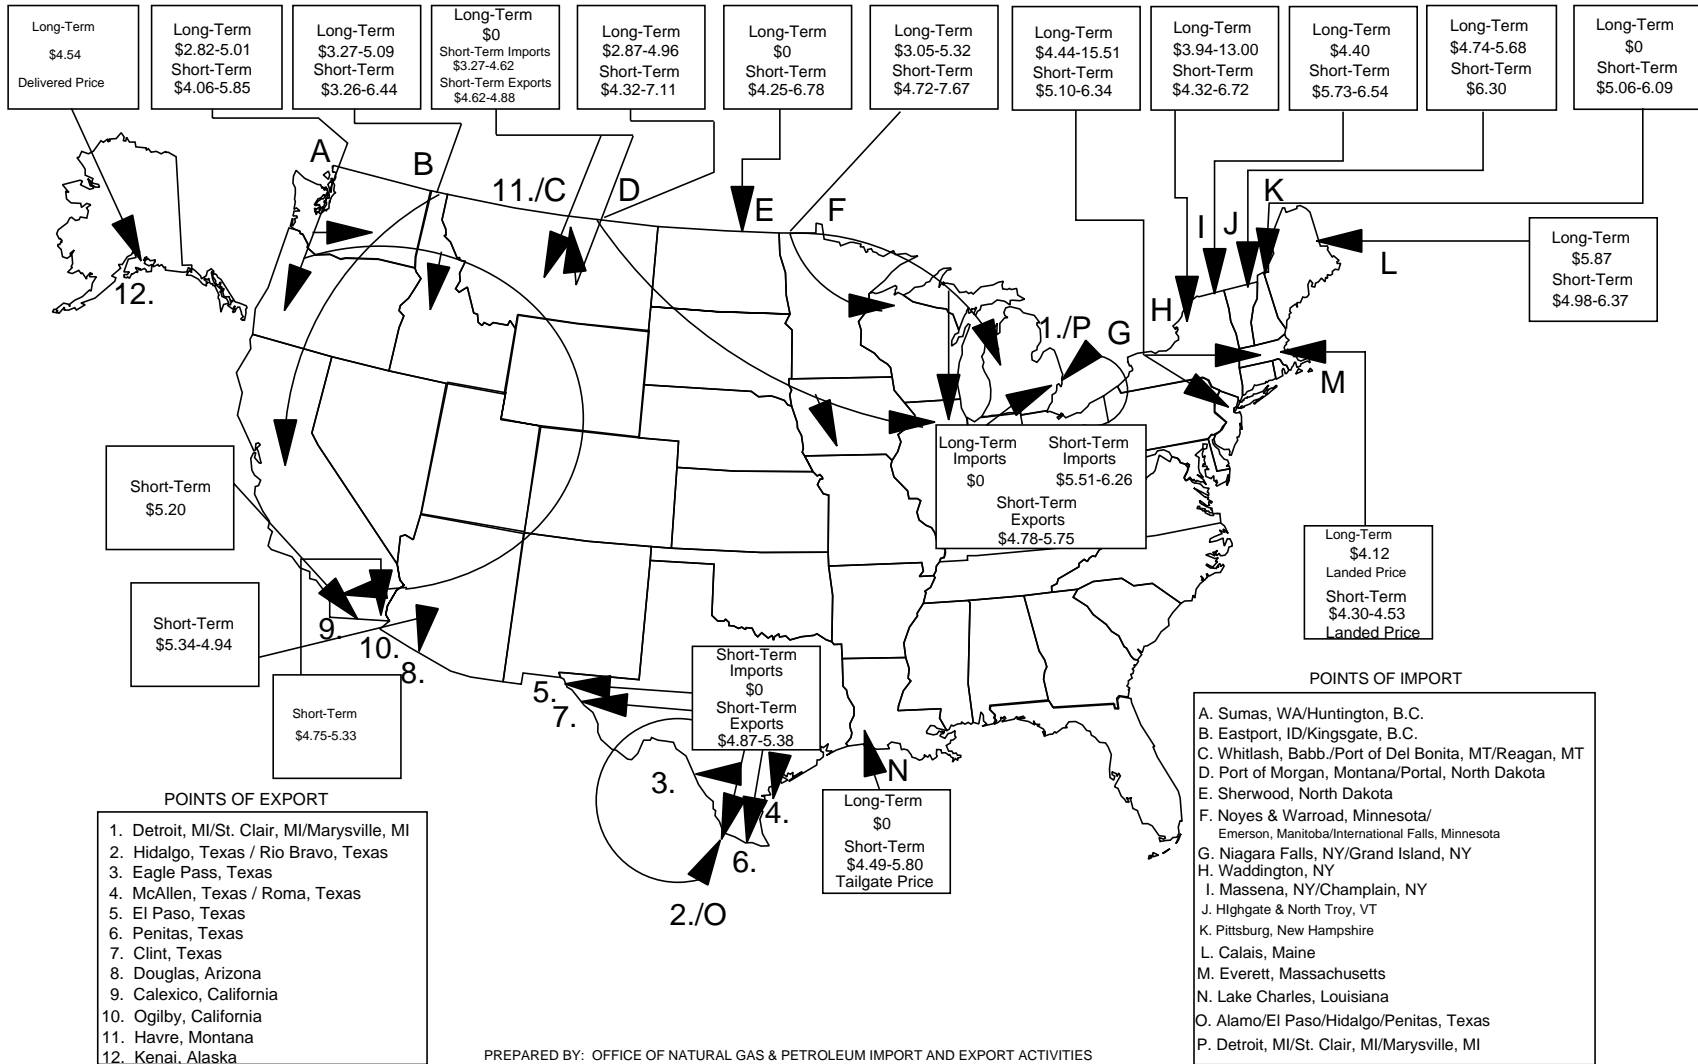 Long-Term
$4.54
Delivered Price
Long-Term
$2.82-5.01
Short-Term
$4.06-5.85
Long-Term
$3.27-5.09
Short-Term
$3.26-6.44
Long-Term
$0
Short-Term Imports
$3.27-4.62
Short-Term Exports
$4.62-4.88
Long-Term
$2.87-4.96
Short-Term
$4.32-7.11
Long-Term
$0
Short-Term
$4.25-6.78
Long-Term
$3.05-5.32
Short-Term
$4.72-7.67
Long-Term
$4.44-15.51
Short-Term
$5.10-6.34
Long-Term
$3.94-13.00
Short-Term
$4.32-6.72
Long-Term
$4.40
Short-Term
$5.73-6.54
Long-Term
$4.74-5.68
Short-Term
$6.30
Long-Term
$0
Short-Term
$5.06-6.09
A
B
11./C
D
E
F
I
J
K
L
Long-Term
$5.87
Short-Term
$4.98-6.37
12.
H
1./P
G
M
Long-Term
Imports
$0
Short-Term
Imports
$5.51-6.26
Short-Term
Exports
$4.78-5.75
Short-Term
$5.20
Long-Term
$4.12
Landed Price
Short-Term
$4.30-4.53
Landed Price
Short-Term
$5.34-4.94
9.
10.
8.
Short-Term
$4.75-5.33
5.
7.
Short-Term
Imports
$0
Short-Term
Exports
$4.87-5.38
3.
4.
6.
2./O
N
Long-Term
$0
Short-Term
$4.49-5.80
Tailgate Price
POINTS OF EXPORT
1. Detroit, MI/St. Clair, MI/Marysville, MI
2. Hidalgo, Texas / Rio Bravo, Texas
3. Eagle Pass, Texas
4. McAllen, Texas / Roma, Texas
5. El Paso, Texas
6. Penitas, Texas
7. Clint, Texas
8. Douglas, Arizona
9. Calexico, California
10. Ogilby, California
11. Havre, Montana
12. Kenai, Alaska
POINTS OF IMPORT
A. Sumas, WA/Huntington, B.C.
B. Eastport, ID/Kingsgate, B.C.
C. Whitlash, Babb./Port of Del Bonita, MT/Reagan, MT
D. Port of Morgan, Montana/Portal, North Dakota
E. Sherwood, North Dakota
F. Noyes & Warroad, Minnesota/
Emerson, Manitoba/International Falls, Minnesota
G. Niagara Falls, NY/Grand Island, NY
H. Waddington, NY
I. Massena, NY/Champlain, NY
J. HIghgate & North Troy, VT
K. Pittsburg, New Hampshire
L. Calais, Maine
M. Everett, Massachusetts
N. Lake Charles, Louisiana
O. Alamo/El Paso/Hidalgo/Penitas, Texas
P. Detroit, MI/St. Clair, MI/Marysville, MI
PREPARED BY: OFFICE OF NATURAL GAS & PETROLEUM IMPORT AND EXPORT ACTIVITIES